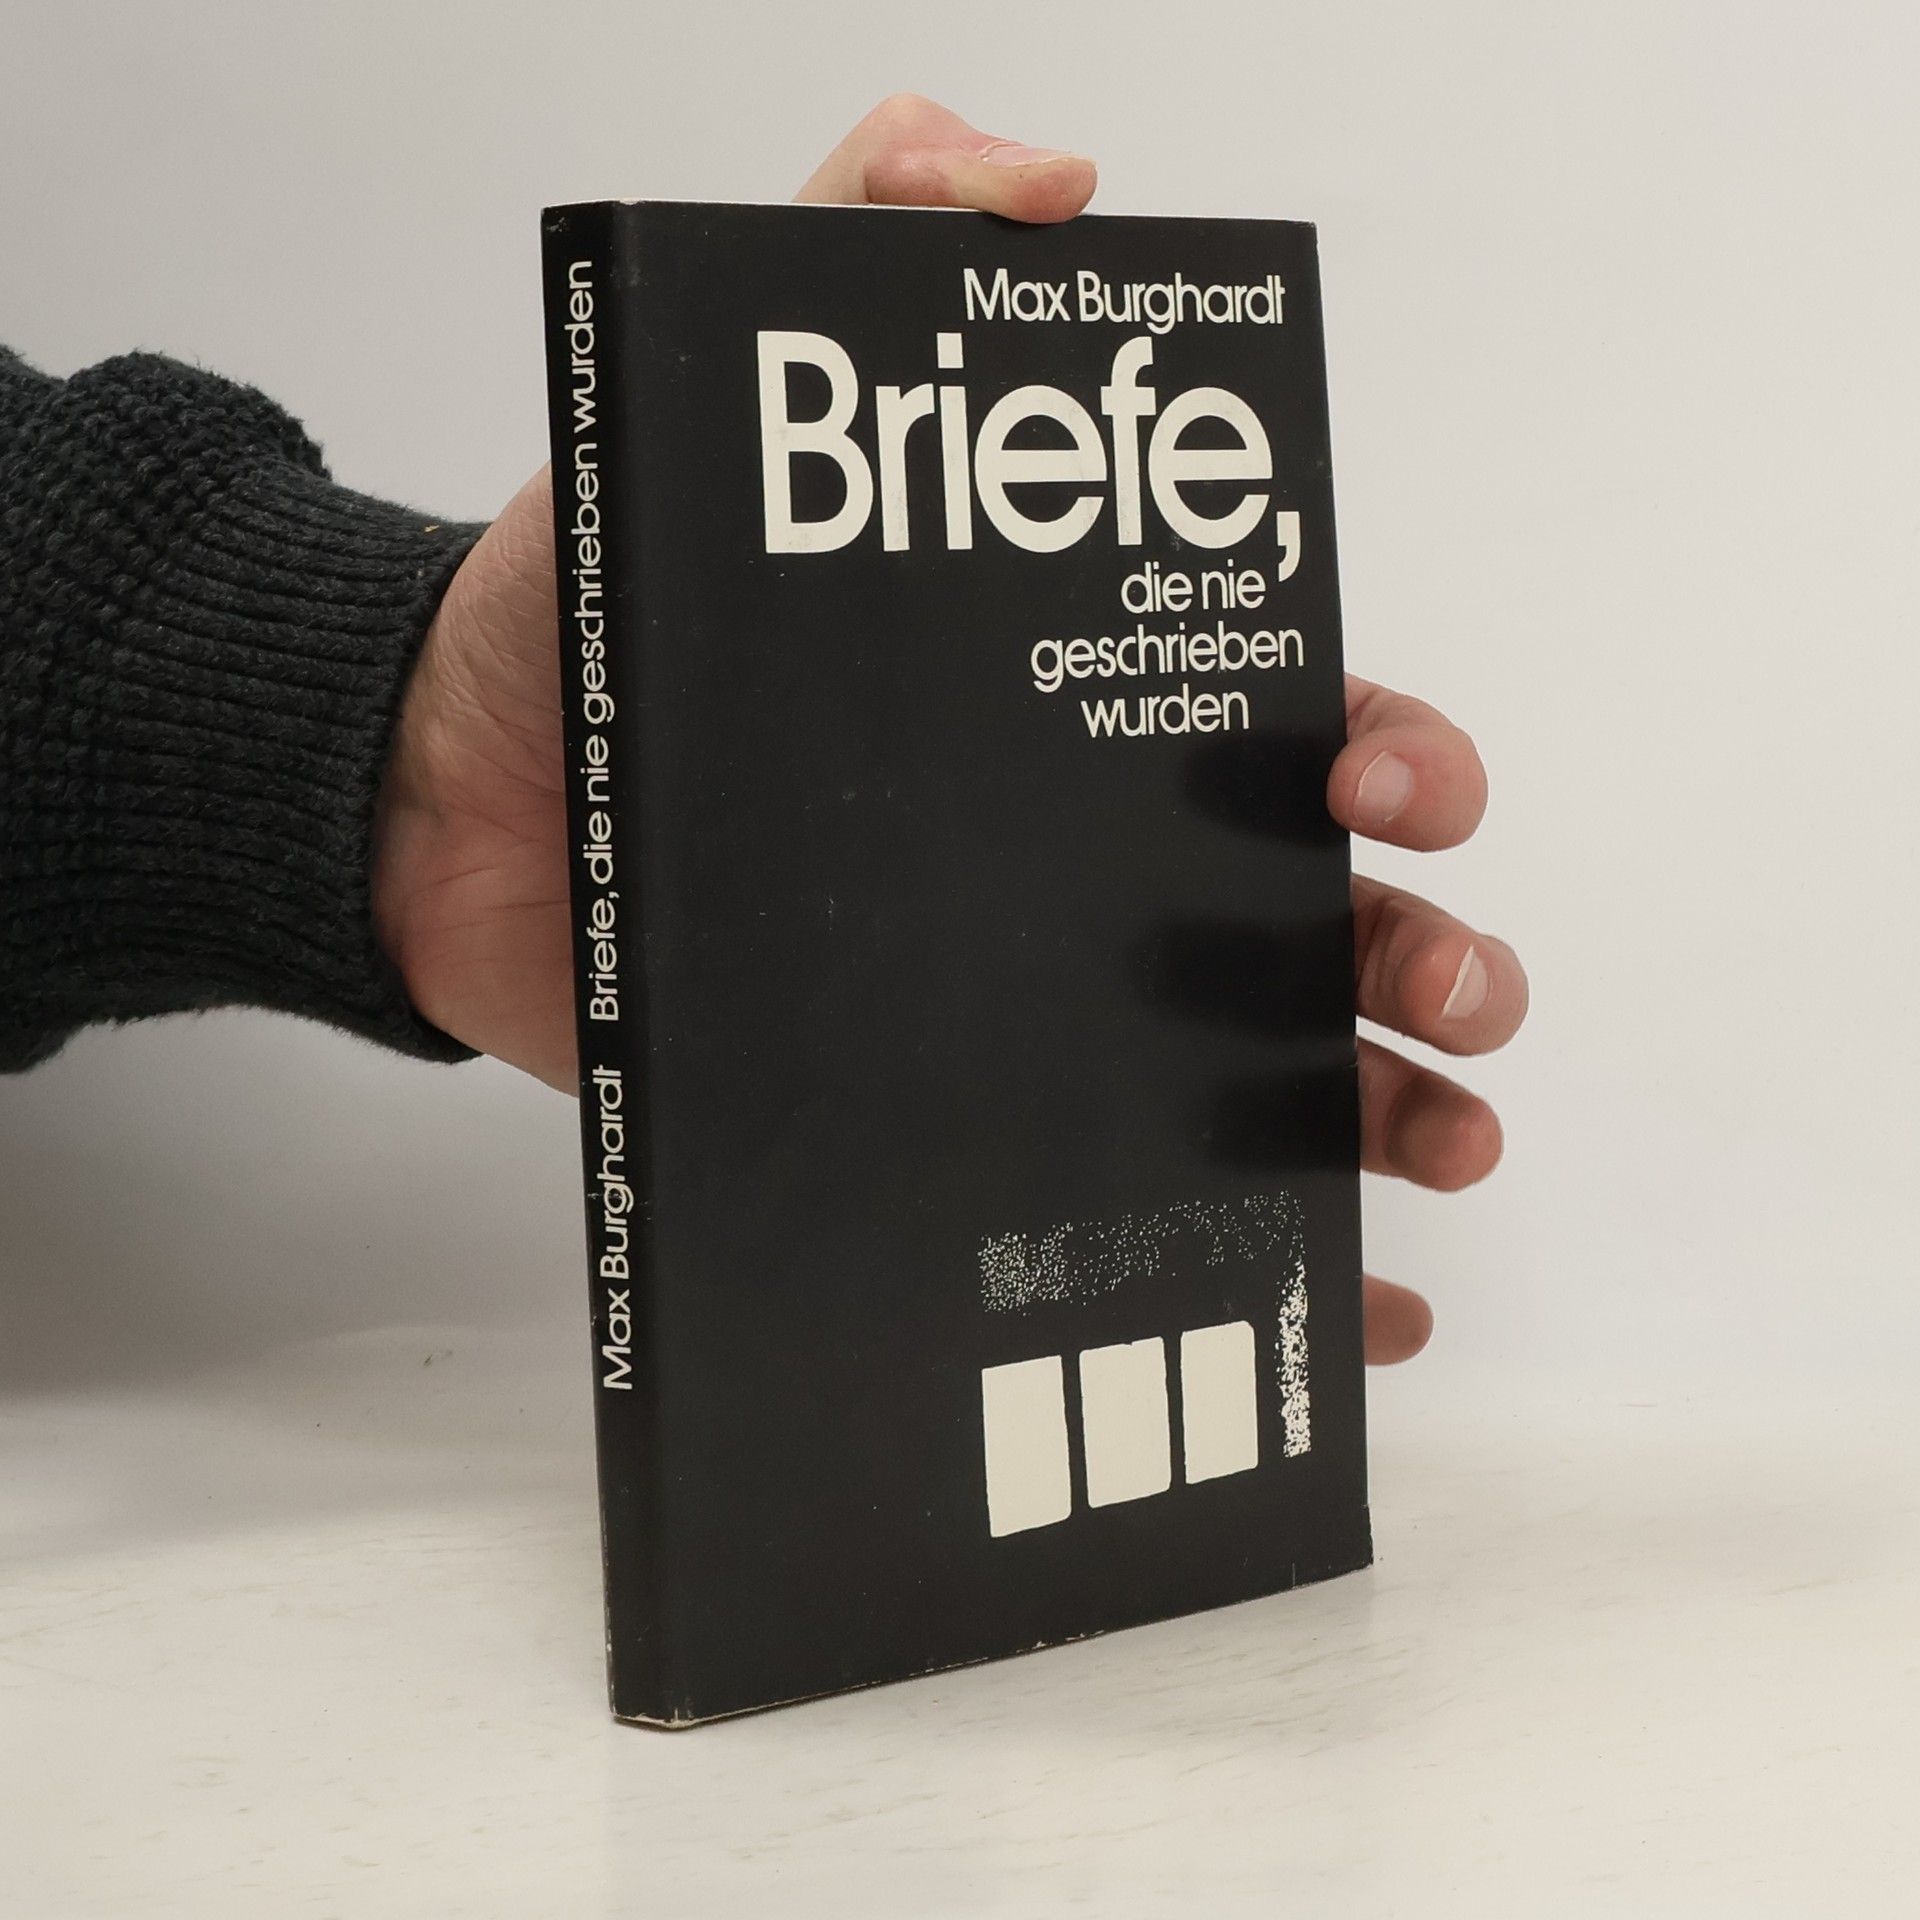 Max Burghardt
Briefe,
die nie
geschrieben
wurden
Max Burghardt Briefe, die nie geschrieben wurden